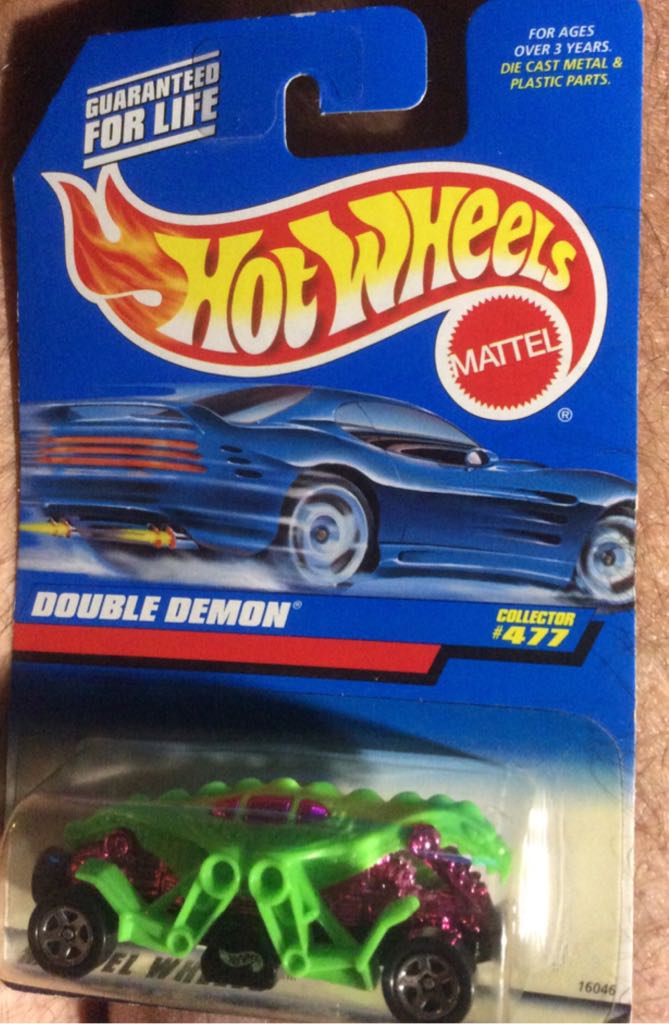 GUARANTEED
FOR LIFE
FOR AGES
OVER 3 YEARS.
DIE CAST METAL &
PLASTIC PARTS.
HOT WHEELS
MATTEL
®
DOUBLE DEMON®
COLLECTOR
#477
16046